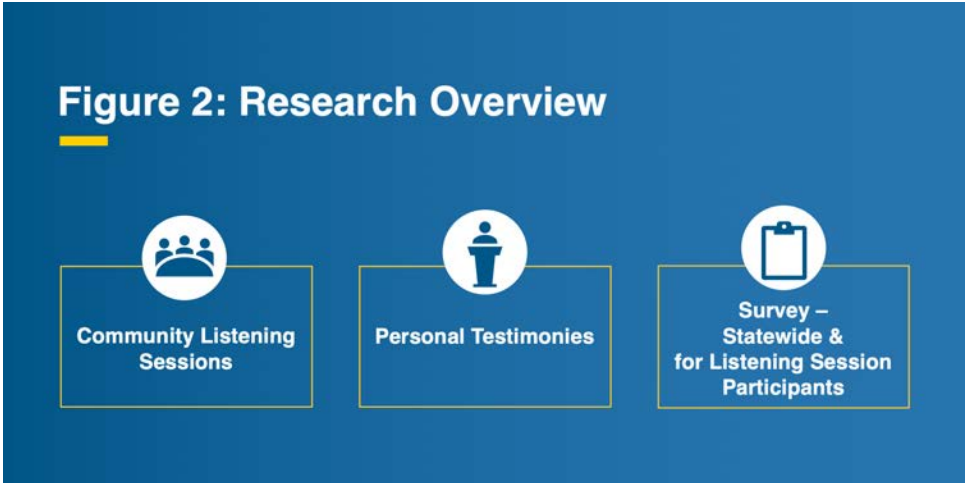 Figure 2: Research Overview
Community Listening
Sessions
Personal Testimonies
Survey –
Statewide &
for Listening Session
Participants